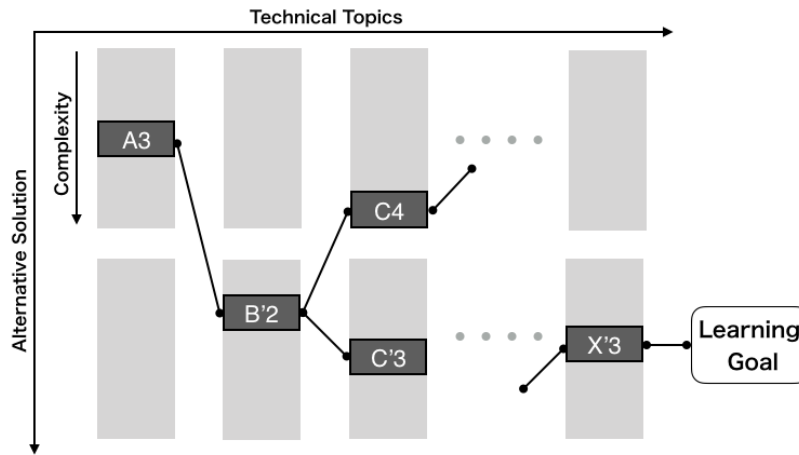 Technical Topics
Complexity
Alternative Solution
A3
C4
B'2
C'3
X'3
Learning
Goal